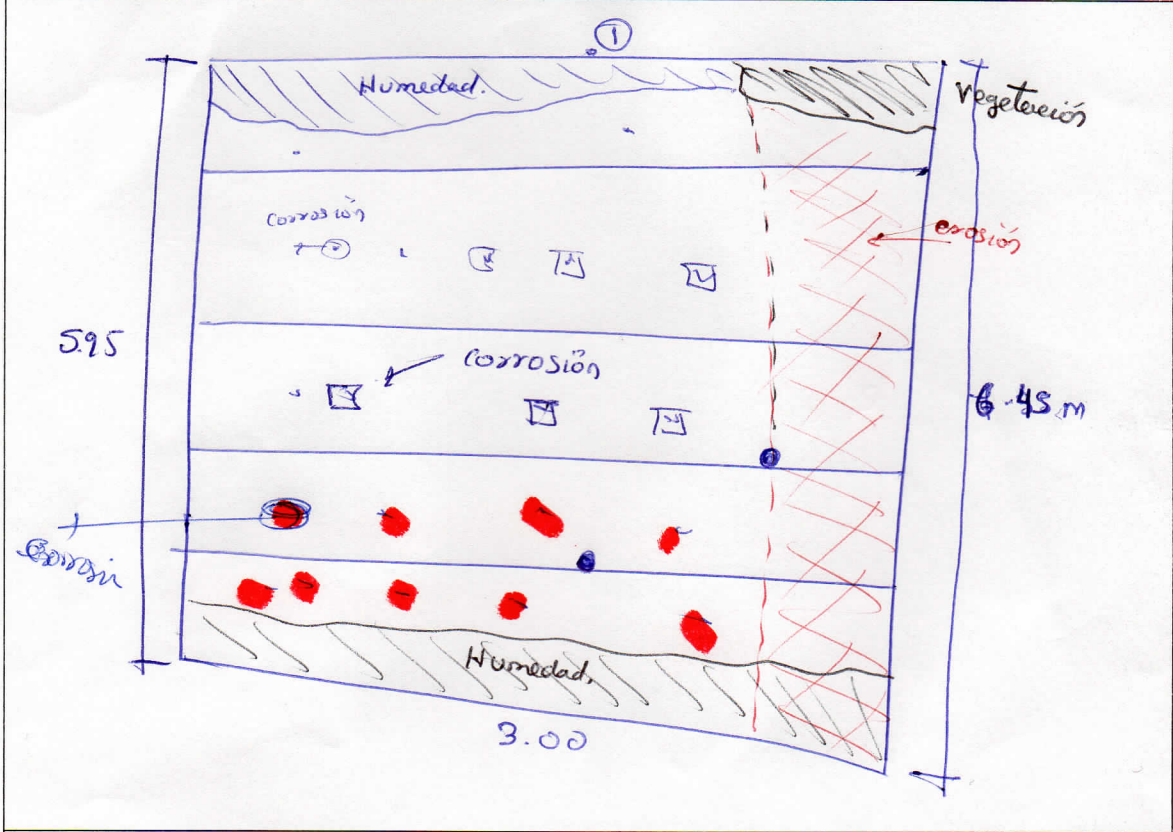 1
Humedad.
Vegetación
corrosión
erosión
5.95
corrosión
6.45 m
Humedad.
3.00